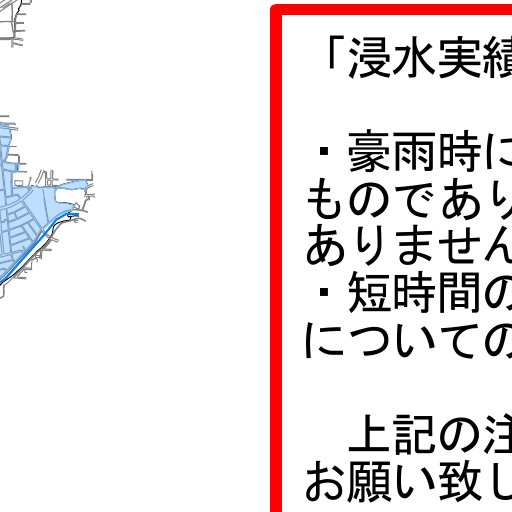 「浸水実績
・豪雨時に
ものであり
ありません
・短時間の
についての
上記の注
お願い致し